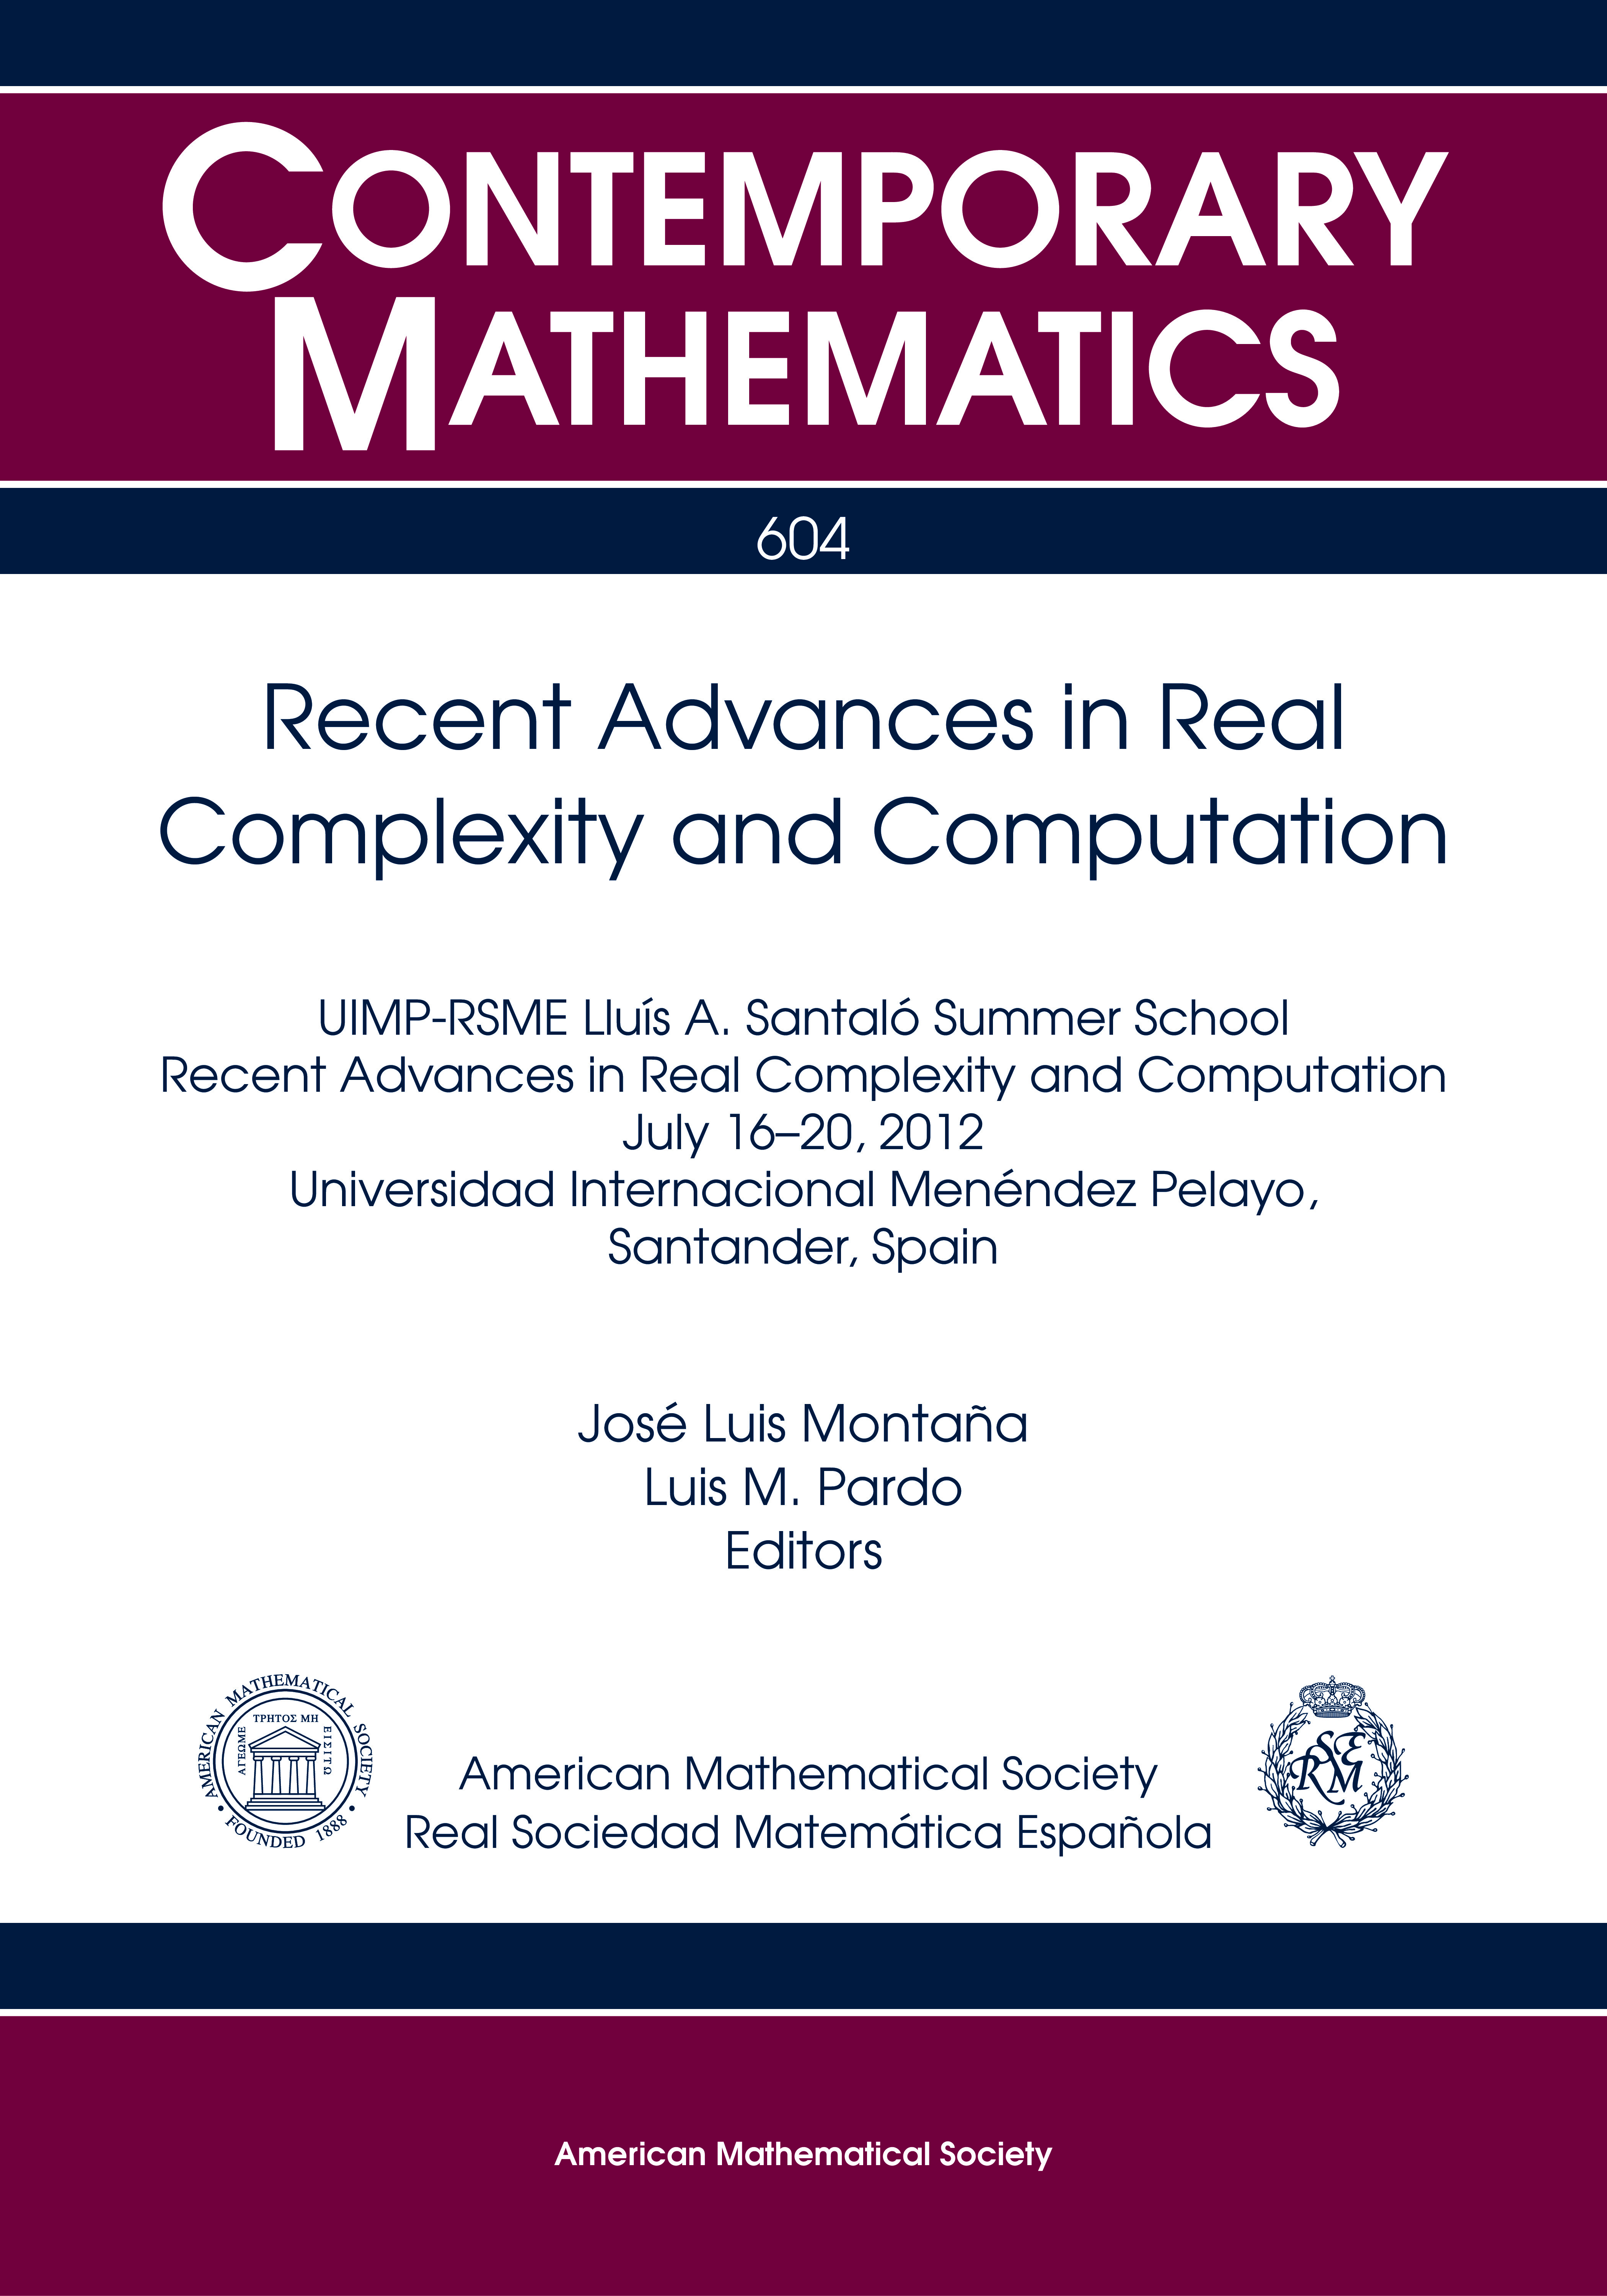 CONTEMPORARY
MATHEMATICS
604
Recent Advances in Real
Complexity and Computation
UIMP-RSME Lluís A. Santaló Summer School
Recent Advances in Real Complexity and Computation
July 16–20, 2012
Universidad Internacional Menéndez Pelayo,
Santander, Spain
José Luis Montaña
Luis M. Pardo
Editors
AMERICAN MATHEMATICAL SOCIETY
ΑΓΕΩΜΕ
ΤΡΗΤΟΣ ΜΗ
ΕΙΣΙΤΩ
• FOUNDED 1888 •
American Mathematical Society
Real Sociedad Matemática Española
RSME
American Mathematical Society